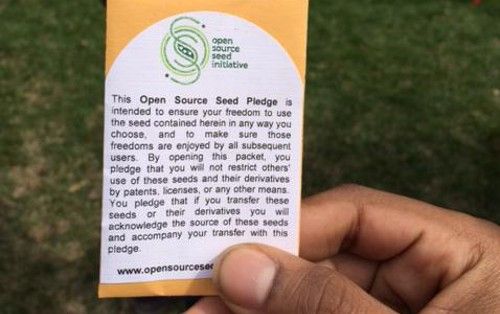 open
source
seed
initiative
This Open Source Seed Pledge is
intended to ensure your freedom to use
the seed contained herein in any way you
choose, and to make sure those
freedoms are enjoyed by all subsequent
users. By opening this packet, you
pledge that you will not restrict others'
use of these seeds and their derivatives
by patents, licenses, or any other means.
You pledge that if you transfer these
seeds or their derivatives you will
acknowledge the source of these seeds
and accompany your transfer with this
pledge.